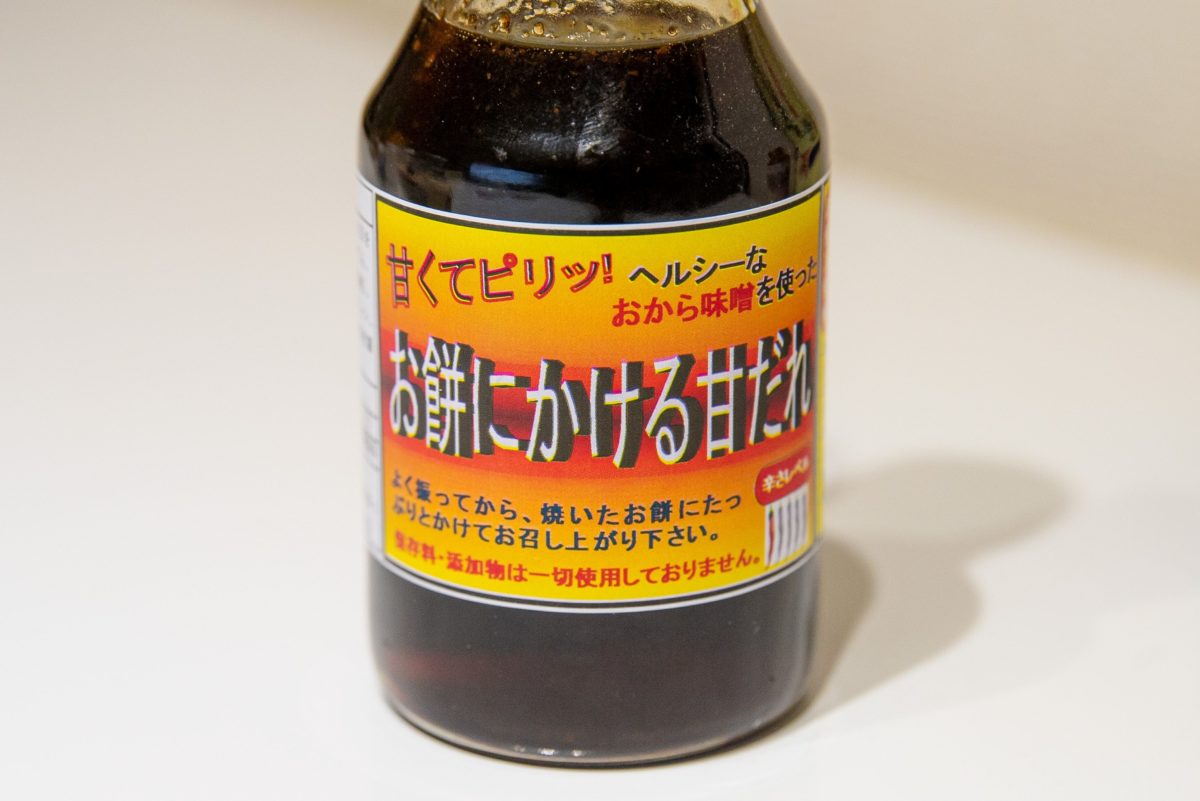 甘くてピリッ!
ヘルシーな
おから味噌を使った
お餅にかける甘だれ
辛さレベル
よく振ってから、焼いたお餅にたっ
ぷりとかけてお召し上がり下さい。
保存料・添加物は一切使用しておりません。